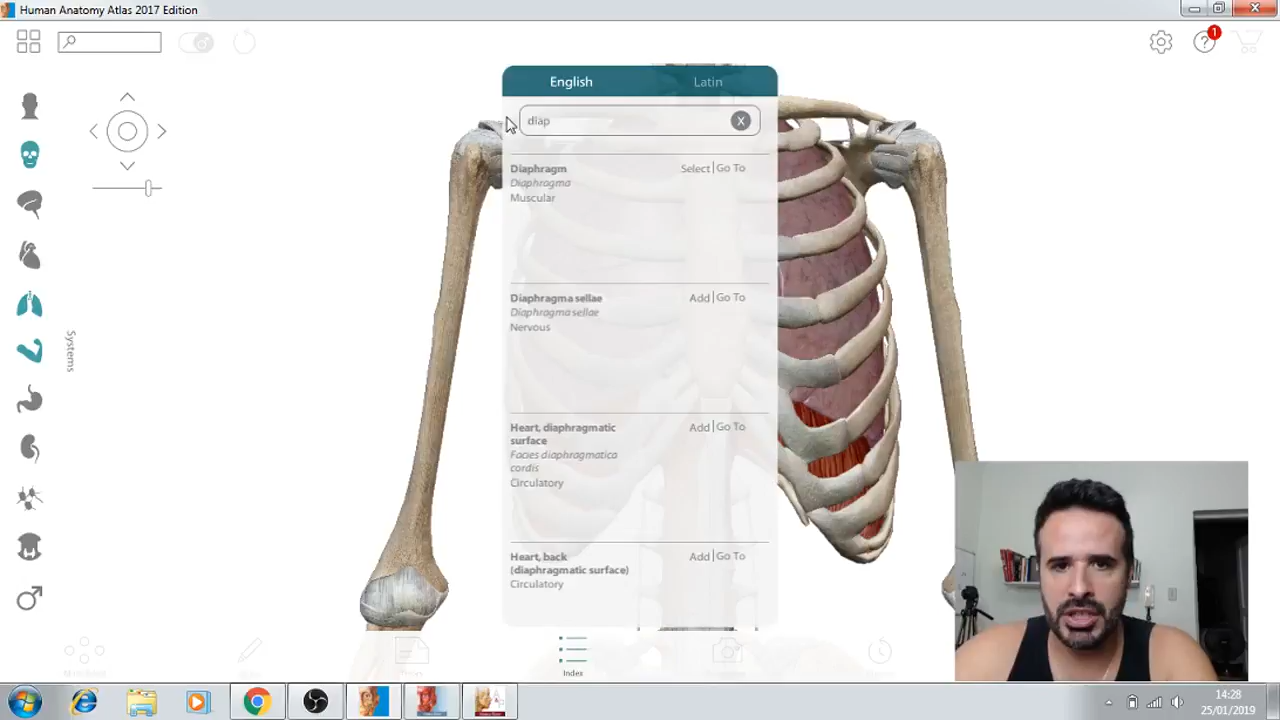 Human Anatomy Atlas 2017 Edition
1
English Latin
diap
X
Diaphragm Select | Go To
Diaphragma
Muscular
Diaphragma sellae Add | Go To
Diaphragma sellae
Nervous
Systems
Heart, diaphragmatic Add | Go To
surface
Facies diaphragmatica
cordis
Circulatory
Heart, back Add | Go To
(diaphragmatic surface)
Circulatory
Index
14:28
25/01/2019